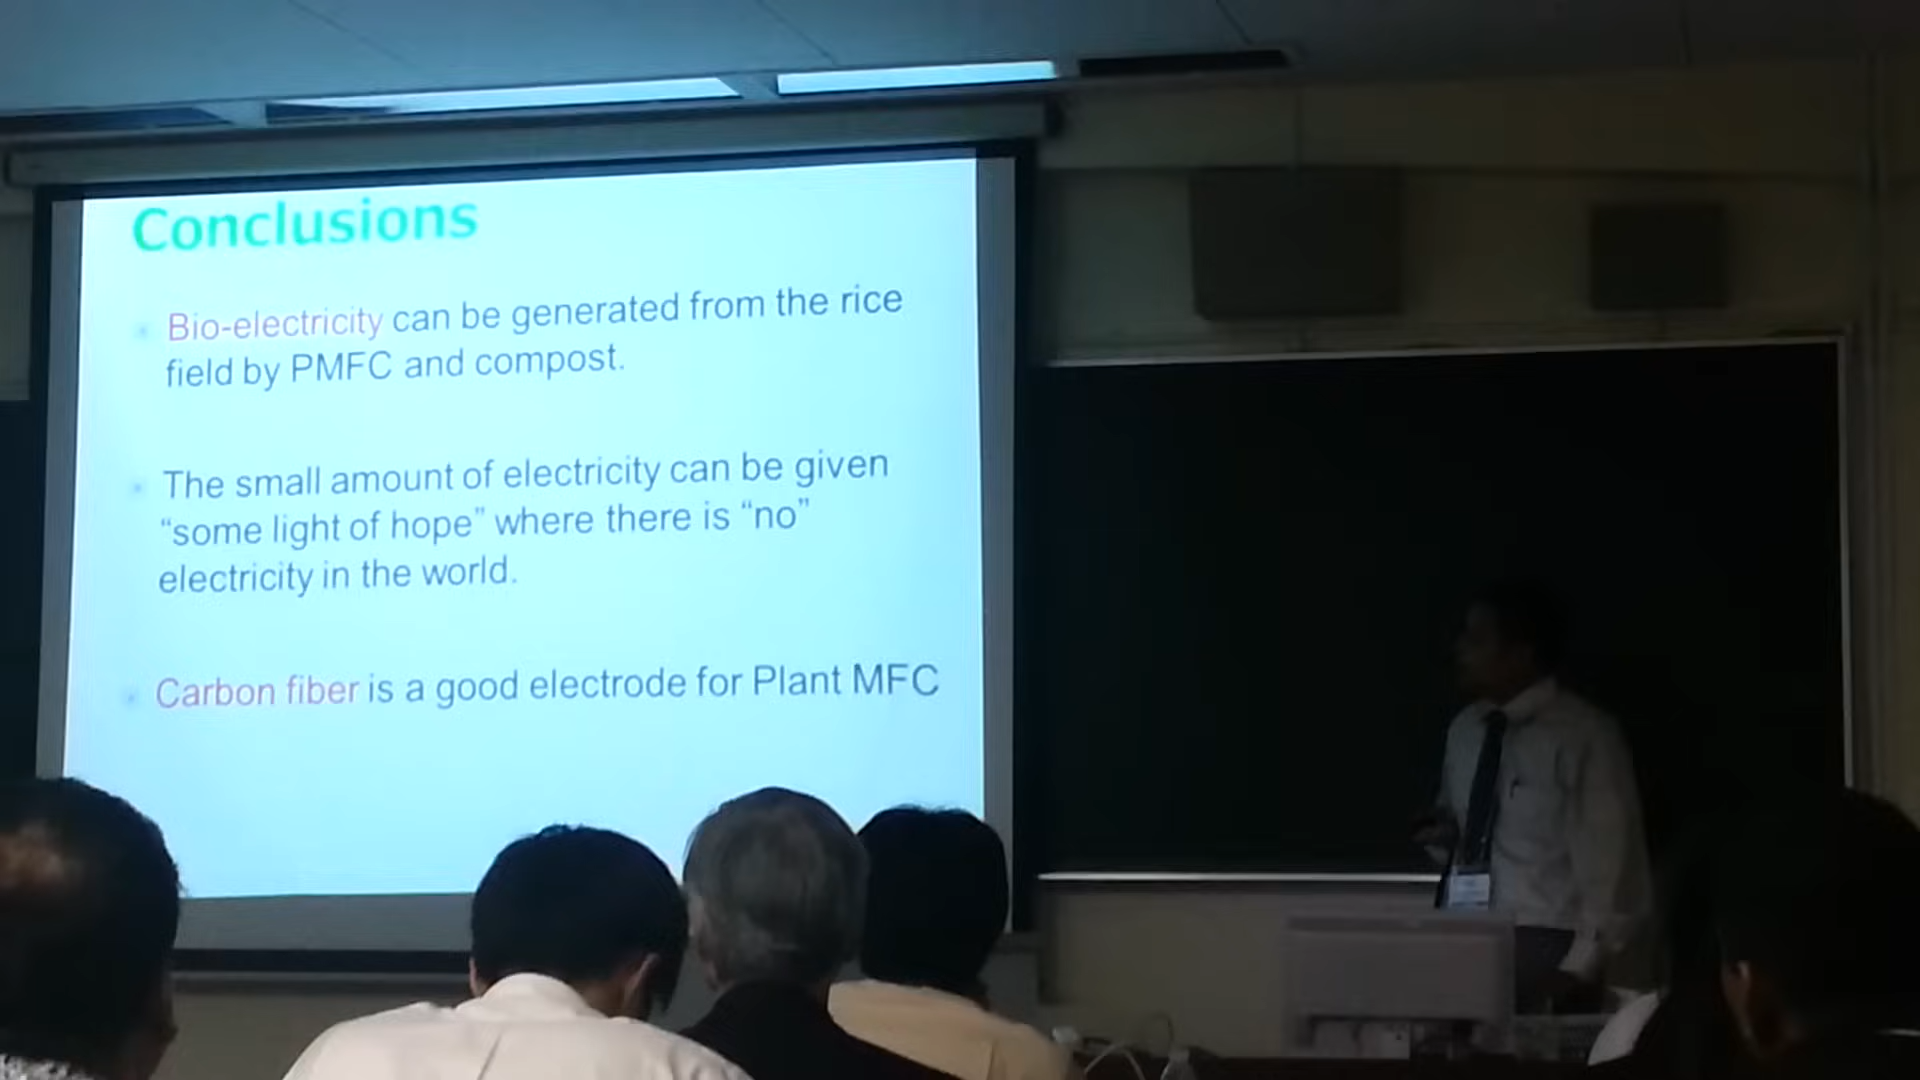 Conclusions
Bio-electricity can be generated from the rice
field by PMFC and compost.
The small amount of electricity can be given
“some light of hope” where there is “no”
electricity in the world.
Carbon fiber is a good electrode for Plant MFC